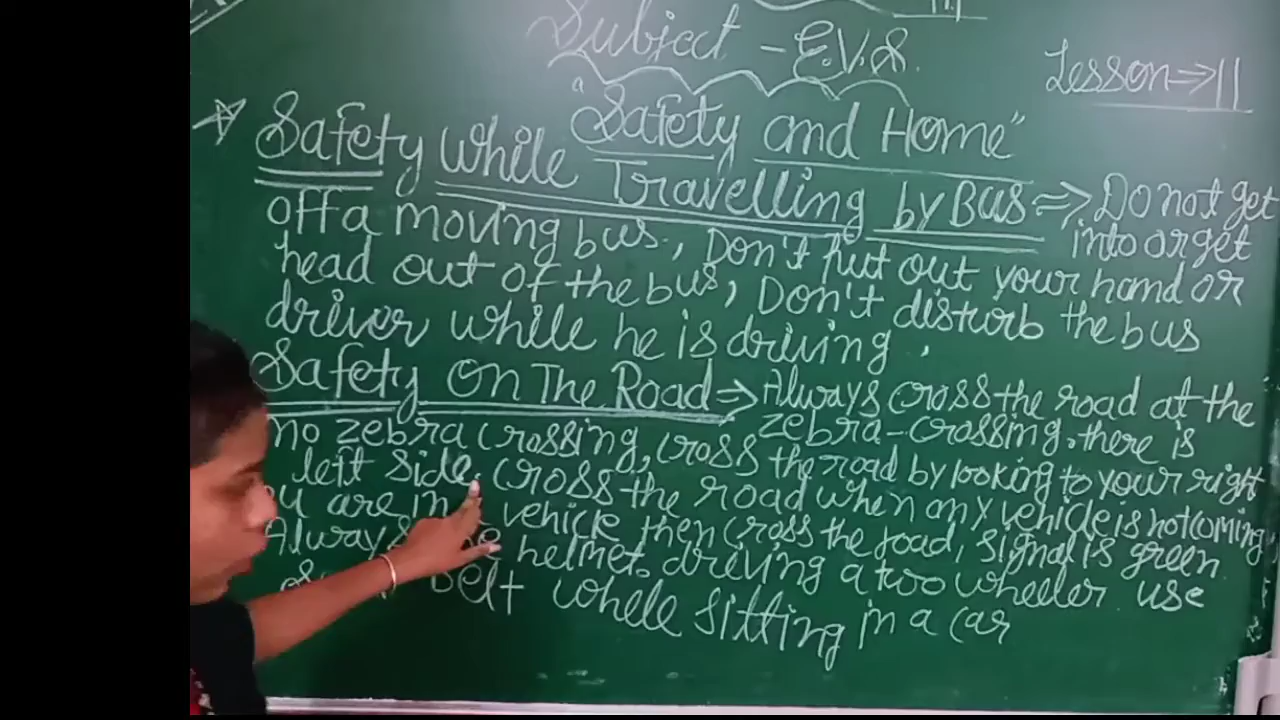 Subject - E.V.S.
Lesson ⇒ 11
"Safety and Home"
☆ Safety While Travelling by Bus ⇒ Do not get
into or get
off a moving bus., Don't put out your hand or
head out of the bus, Don't disturb the bus
driver while he is driving.
Safety On The Road ⇒ Always cross the road at the
zebra-crossing. there is
no zebra crossing, cross the road by looking to your right
left side. cross the road when any vehicle is not coming
are in vehicle then cross the road, signal is green
Always helmet. driving a two wheeler use
belt whele sitting in a car